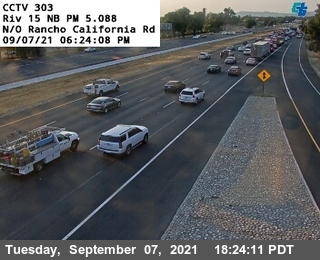 CCTV 303
Riv 15 NB PM 5.088
N/O Rancho California Rd
09/07/21 06:24:08 PM
Tuesday, September 07, 2021 18:24:11 PDT